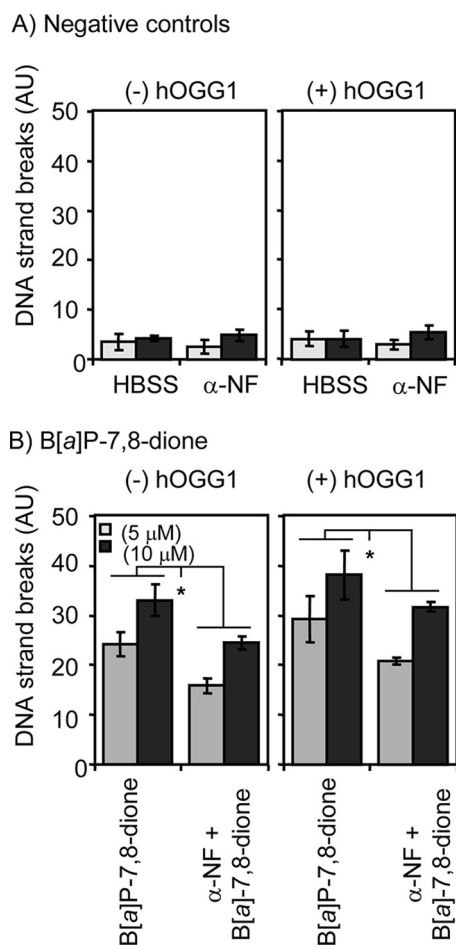 A) Negative controls
(-) hOGG1
(+) hOGG1
DNA strand breaks (AU)
50
40
30
20
10
0
HBSS
α-NF
HBSS
α-NF
B) B[a]P-7,8-dione
(-) hOGG1
(+) hOGG1
DNA strand breaks (AU)
50
40
30
20
10
0
(5 μM)
(10 μM)
*
*
B[a]P-7,8-dione
α-NF +
B[a]-7,8-dione
B[a]P-7,8-dione
α-NF +
B[a]-7,8-dione